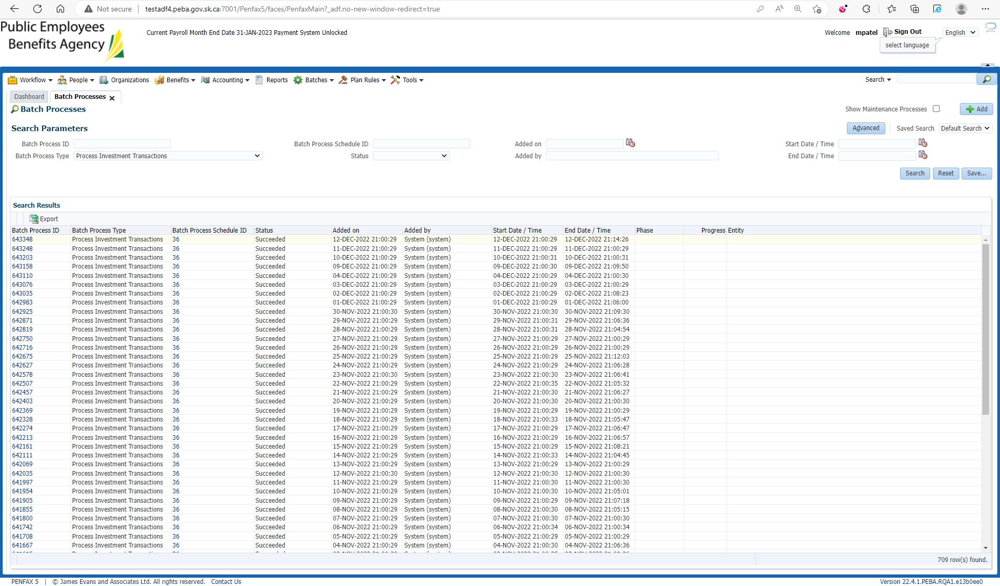 Not secure | testadf4.peba.gov.sk.ca:7001/Penfax5/faces/PenfaxMain?_adf.no-new-window-redirect=true
Public Employees
Benefits Agency
Current Payroll Month End Date 31-JAN-2023 Payment System Unlocked
Welcome mpatel Sign Out English
select language
Workflow People Organizations Benefits Accounting Reports Batches Plan Rules Tools Search
Dashboard Batch Processes
Batch Processes Show Maintenance Processes Add
Search Parameters Advanced Saved Search Default Search
Batch Process ID Batch Process Schedule ID Added on Start Date / Time
Batch Process Type Process Investment Transactions Status Added by End Date / Time
Search Reset Save...
Search Results
Export
Batch Process ID Batch Process Type Batch Process Schedule ID Status Added on Added by Start Date / Time End Date / Time Phase Progress Entity
643348 Process Investment Transactions 36 Succeeded 12-DEC-2022 21:00:29 System (system) 12-DEC-2022 21:00:29 12-DEC-2022 21:14:26
643248 Process Investment Transactions 36 Succeeded 11-DEC-2022 21:00:29 System (system) 11-DEC-2022 21:00:29 11-DEC-2022 21:00:29
643203 Process Investment Transactions 36 Succeeded 10-DEC-2022 21:00:29 System (system) 10-DEC-2022 21:00:31 10-DEC-2022 21:00:31
643158 Process Investment Transactions 36 Succeeded 09-DEC-2022 21:00:29 System (system) 09-DEC-2022 21:00:30 09-DEC-2022 21:09:50
643110 Process Investment Transactions 36 Succeeded 04-DEC-2022 21:00:29 System (system) 04-DEC-2022 21:00:29 04-DEC-2022 21:00:30
643076 Process Investment Transactions 36 Succeeded 03-DEC-2022 21:00:29 System (system) 03-DEC-2022 21:00:29 03-DEC-2022 21:00:29
643035 Process Investment Transactions 36 Succeeded 02-DEC-2022 21:00:29 System (system) 02-DEC-2022 21:00:29 02-DEC-2022 21:08:23
642983 Process Investment Transactions 36 Succeeded 01-DEC-2022 21:00:29 System (system) 01-DEC-2022 21:00:29 01-DEC-2022 21:06:00
642925 Process Investment Transactions 36 Succeeded 30-NOV-2022 21:00:30 System (system) 30-NOV-2022 21:00:30 30-NOV-2022 21:09:30
642871 Process Investment Transactions 36 Succeeded 29-NOV-2022 21:00:29 System (system) 29-NOV-2022 21:00:31 29-NOV-2022 21:06:36
642819 Process Investment Transactions 36 Succeeded 28-NOV-2022 21:00:29 System (system) 28-NOV-2022 21:00:31 28-NOV-2022 21:04:54
642750 Process Investment Transactions 36 Succeeded 27-NOV-2022 21:00:29 System (system) 27-NOV-2022 21:00:29 27-NOV-2022 21:00:29
642716 Process Investment Transactions 36 Succeeded 26-NOV-2022 21:00:29 System (system) 26-NOV-2022 21:00:29 26-NOV-2022 21:00:29
642675 Process Investment Transactions 36 Succeeded 25-NOV-2022 21:00:29 System (system) 25-NOV-2022 21:00:29 25-NOV-2022 21:12:03
642627 Process Investment Transactions 36 Succeeded 24-NOV-2022 21:00:29 System (system) 24-NOV-2022 21:00:29 24-NOV-2022 21:06:28
642578 Process Investment Transactions 36 Succeeded 23-NOV-2022 21:00:30 System (system) 23-NOV-2022 21:00:30 23-NOV-2022 21:06:41
642507 Process Investment Transactions 36 Succeeded 22-NOV-2022 21:00:29 System (system) 22-NOV-2022 21:00:35 22-NOV-2022 21:05:32
642457 Process Investment Transactions 36 Succeeded 21-NOV-2022 21:00:29 System (system) 21-NOV-2022 21:00:30 21-NOV-2022 21:06:27
642403 Process Investment Transactions 36 Succeeded 20-NOV-2022 21:00:29 System (system) 20-NOV-2022 21:00:30 20-NOV-2022 21:00:30
642369 Process Investment Transactions 36 Succeeded 19-NOV-2022 21:00:29 System (system) 19-NOV-2022 21:00:29 19-NOV-2022 21:00:29
642328 Process Investment Transactions 36 Succeeded 18-NOV-2022 21:00:29 System (system) 18-NOV-2022 21:00:33 18-NOV-2022 21:05:47
642274 Process Investment Transactions 36 Succeeded 17-NOV-2022 21:00:29 System (system) 17-NOV-2022 21:00:29 17-NOV-2022 21:06:47
642213 Process Investment Transactions 36 Succeeded 16-NOV-2022 21:00:29 System (system) 16-NOV-2022 21:00:29 16-NOV-2022 21:06:57
642161 Process Investment Transactions 36 Succeeded 15-NOV-2022 21:00:29 System (system) 15-NOV-2022 21:00:29 15-NOV-2022 21:08:21
642111 Process Investment Transactions 36 Succeeded 14-NOV-2022 21:00:29 System (system) 14-NOV-2022 21:00:33 14-NOV-2022 21:04:45
642069 Process Investment Transactions 36 Succeeded 13-NOV-2022 21:00:29 System (system) 13-NOV-2022 21:00:29 13-NOV-2022 21:00:29
642035 Process Investment Transactions 36 Succeeded 12-NOV-2022 21:00:30 System (system) 12-NOV-2022 21:00:30 12-NOV-2022 21:00:30
641997 Process Investment Transactions 36 Succeeded 11-NOV-2022 21:00:29 System (system) 11-NOV-2022 21:00:30 11-NOV-2022 21:00:30
641954 Process Investment Transactions 36 Succeeded 10-NOV-2022 21:00:29 System (system) 10-NOV-2022 21:00:30 10-NOV-2022 21:05:01
641905 Process Investment Transactions 36 Succeeded 09-NOV-2022 21:00:29 System (system) 09-NOV-2022 21:00:29 09-NOV-2022 21:07:18
641855 Process Investment Transactions 36 Succeeded 08-NOV-2022 21:00:29 System (system) 08-NOV-2022 21:00:30 08-NOV-2022 21:05:15
641800 Process Investment Transactions 36 Succeeded 07-NOV-2022 21:00:29 System (system) 07-NOV-2022 21:00:30 07-NOV-2022 21:00:30
641742 Process Investment Transactions 36 Succeeded 06-NOV-2022 21:00:29 System (system) 06-NOV-2022 21:00:34 06-NOV-2022 21:00:34
641708 Process Investment Transactions 36 Succeeded 05-NOV-2022 21:00:29 System (system) 05-NOV-2022 21:00:29 05-NOV-2022 21:00:29
641667 Process Investment Transactions 36 Succeeded 04-NOV-2022 21:00:29 System (system) 04-NOV-2022 21:00:30 04-NOV-2022 21:06:36
709 row(s) found.
PENFAX 5 | © James Evans and Associates Ltd. All rights reserved. Contact Us Version 22.4.1.PEBA.RQA1.e13b0ee0